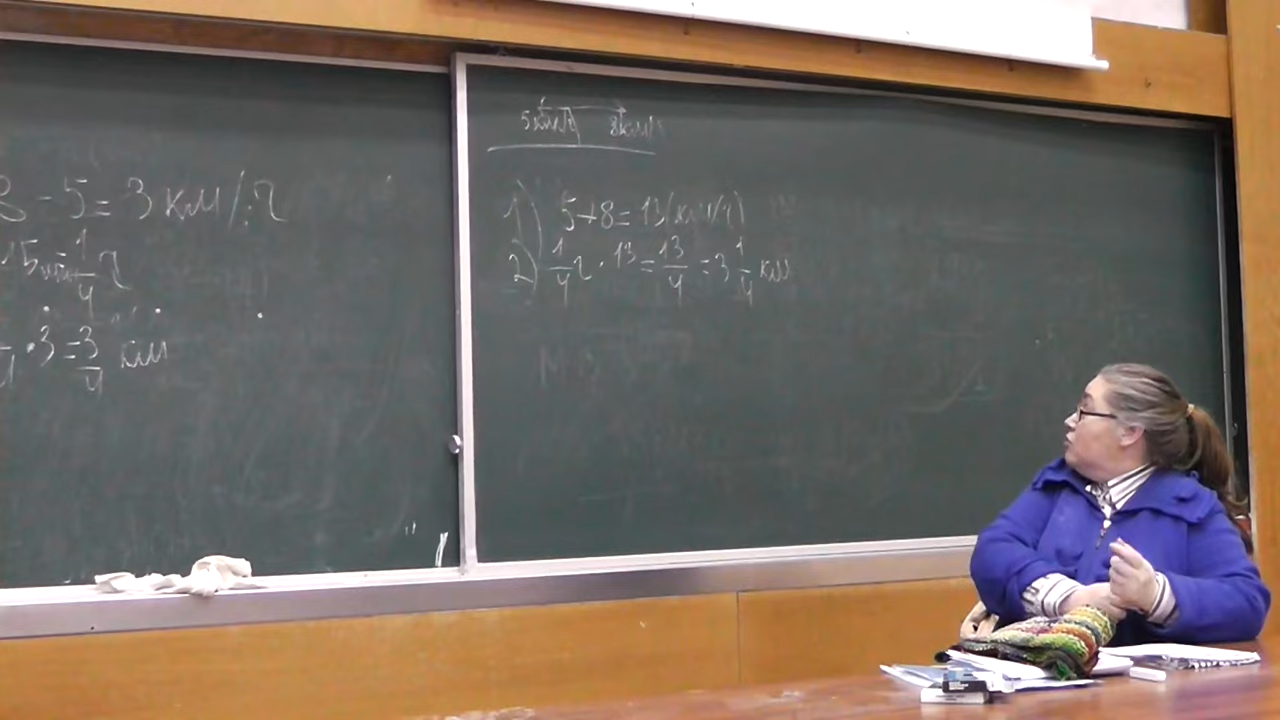 8 - 5 = 3 км/ч
15 мин = 1/4 ч
1/4 · 3 = 3/4 км
5 км/ч 8 км/ч
1) 5+8=13(км/ч)
2) 1/4 ч · 13 = 13/4 = 3 1/4 км